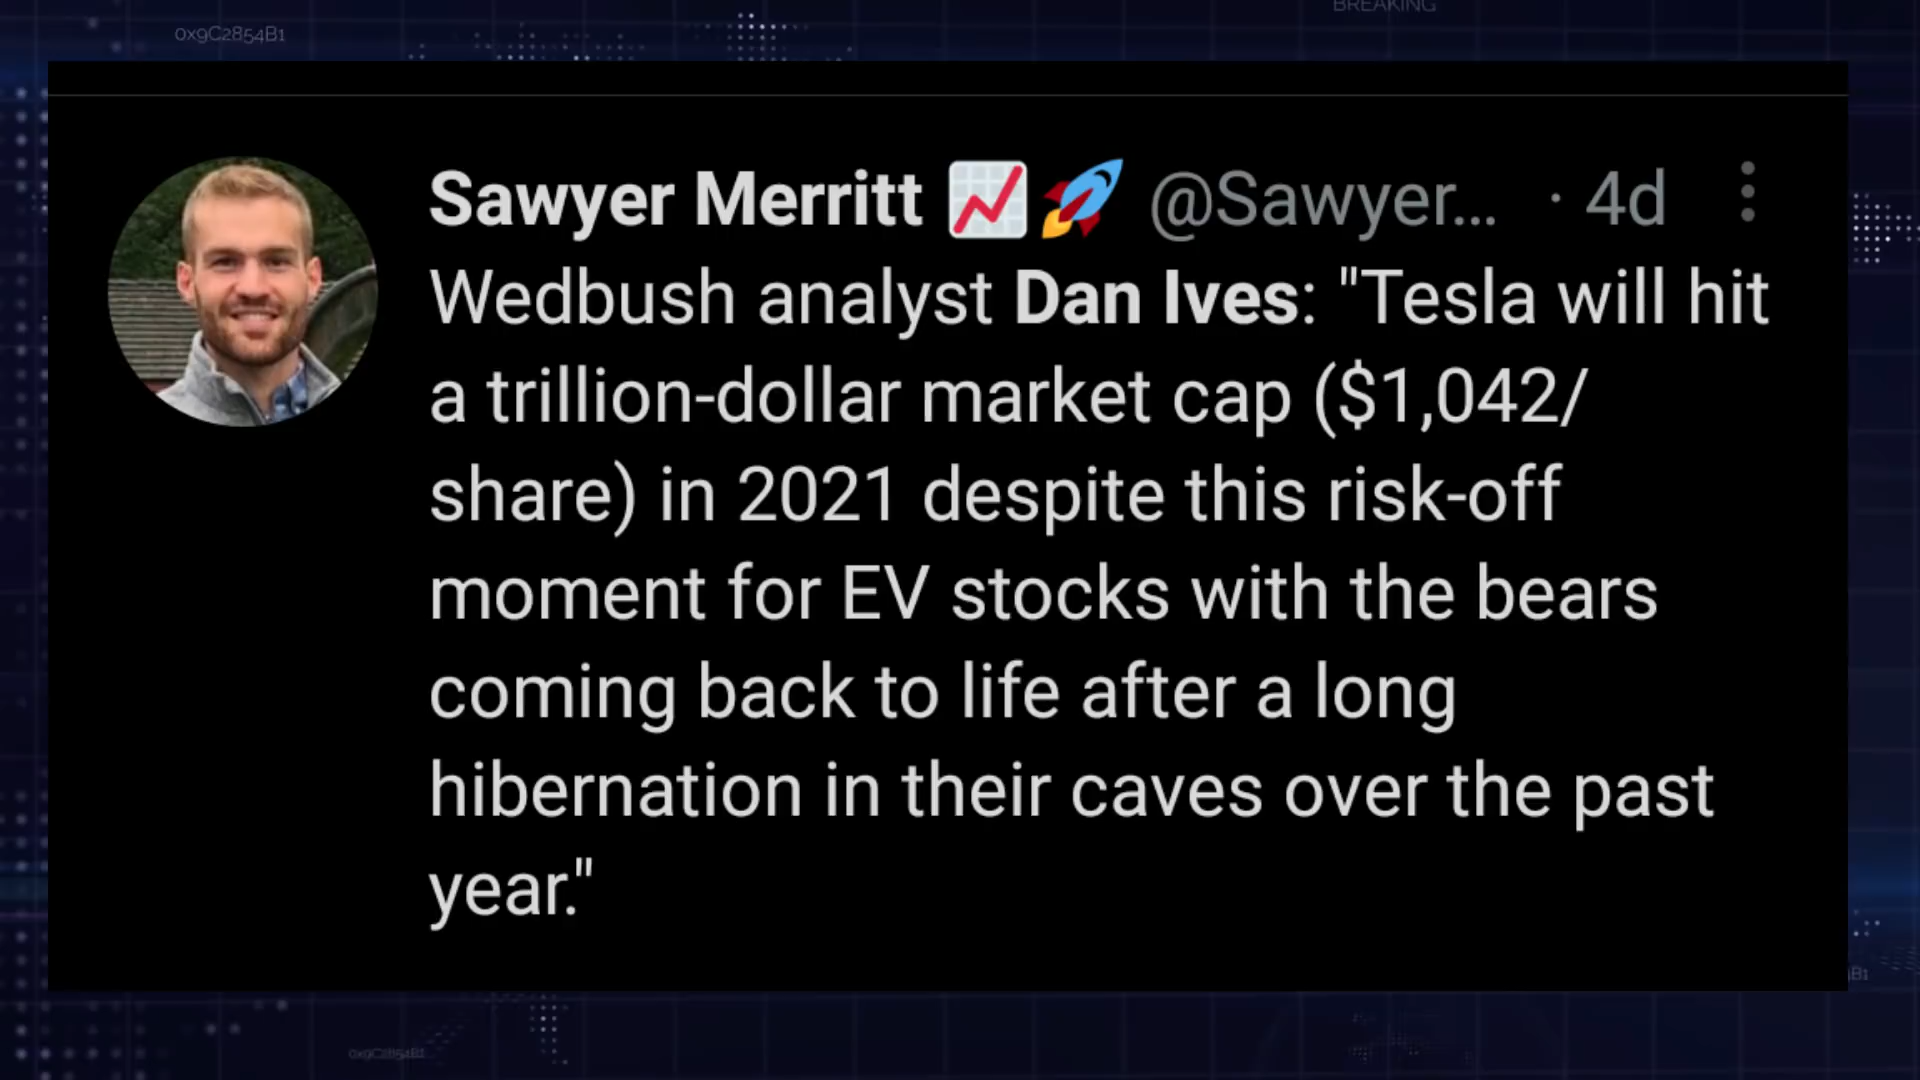 BREAKING
0x9C2854B1
Sawyer Merritt 📈🚀 @Sawyer... · 4d
Wedbush analyst Dan Ives: "Tesla will hit
a trillion-dollar market cap ($1,042/
share) in 2021 despite this risk-off
moment for EV stocks with the bears
coming back to life after a long
hibernation in their caves over the past
year."
0x9C2854B1